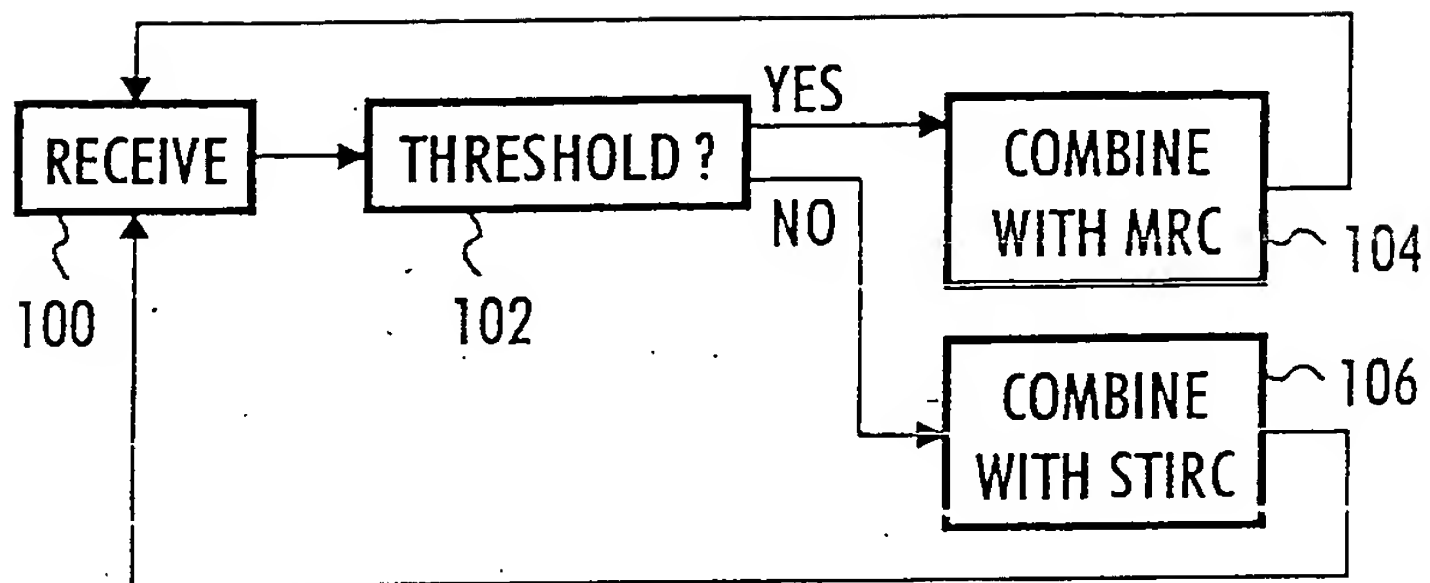 RECEIVE
100
THRESHOLD ?
102
YES
NO
COMBINE
WITH MRC
104
COMBINE
WITH STIRC
106